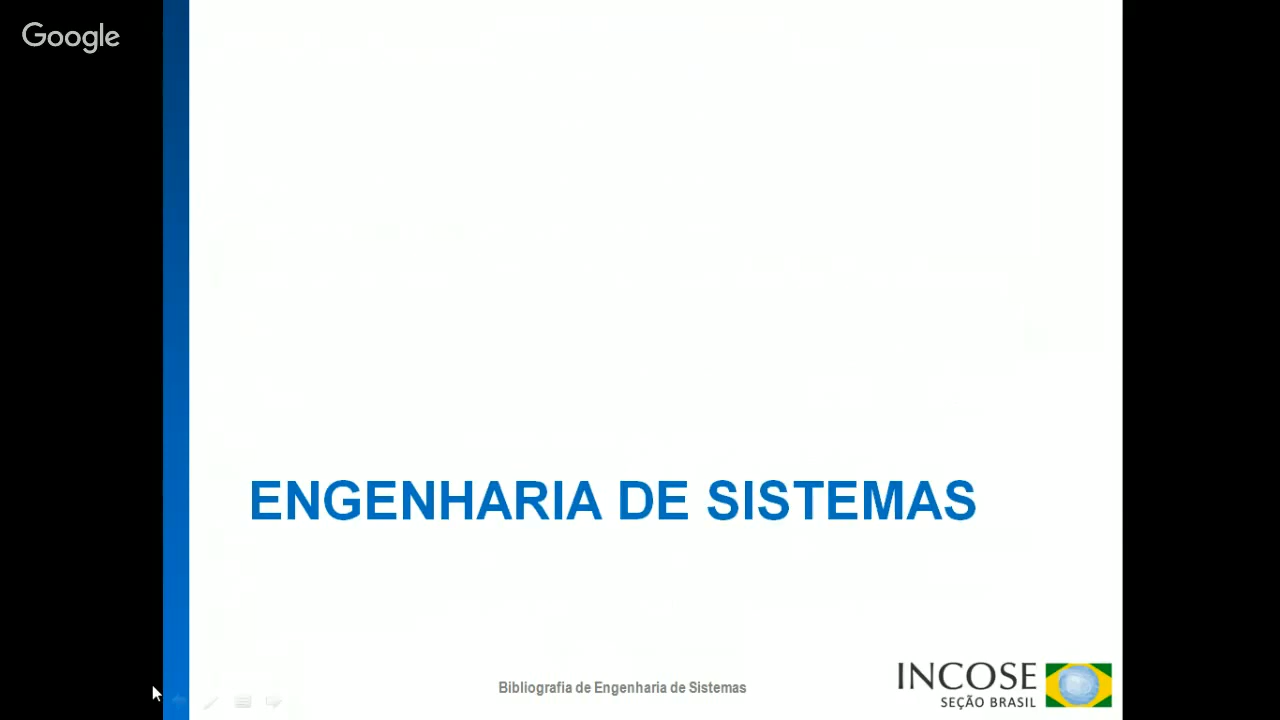 Google
ENGENHARIA DE SISTEMAS
Bibliografia de Engenharia de Sistemas
INCOSE
SEÇÃO BRASIL